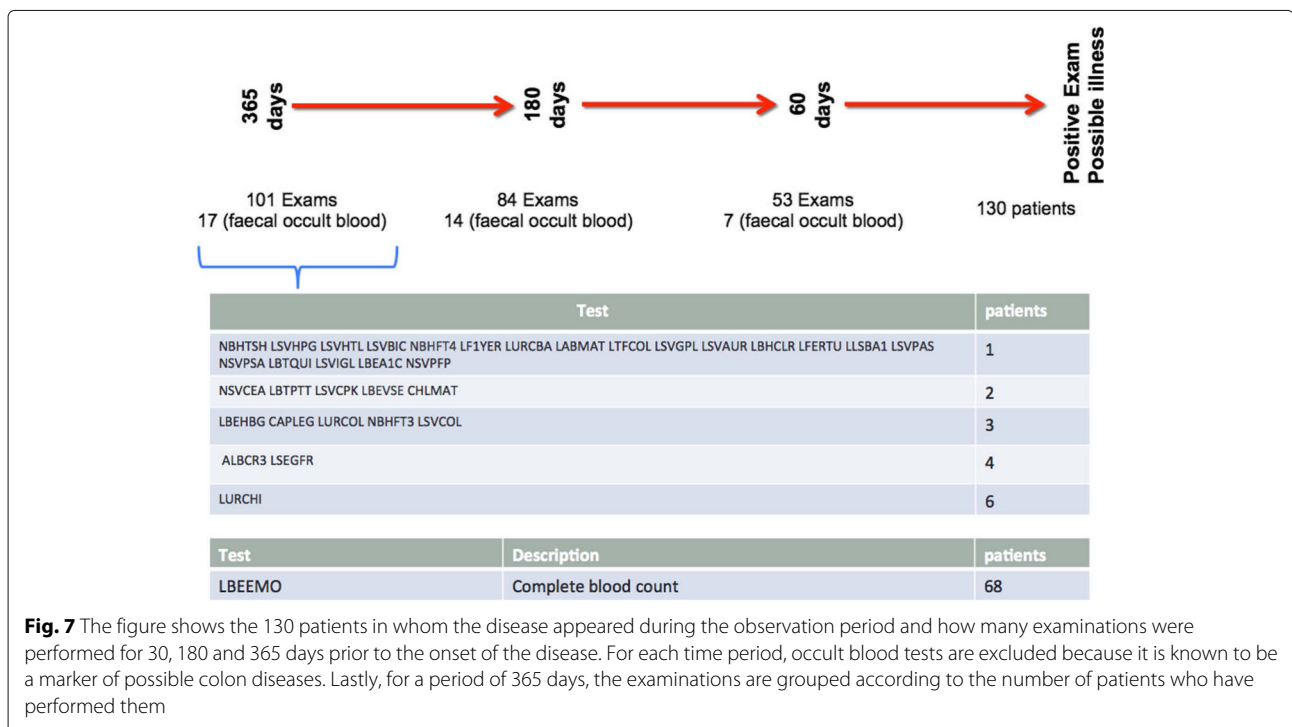 365
days
180
days
60
days
Positive Exam
Possible illness
101 Exams
17 (faecal occult blood)
84 Exams
14 (faecal occult blood)
53 Exams
7 (faecal occult blood)
130 patients
Test patients
NBHTSH LSVHPG LSVHTL LSVBIC NBHFT4 LF1YER LURCBA LABMAT LTFCOL LSVGPL LSVAUR LBHCLR LFERTU LLSBA1 LSVPAS
NSVPSA LBTQUI LSVIGL LBEA1C NSVPFP
1
NSVCEA LBTPTT LSVCPK LBEVSE CHLMAT 2
LBEHBG CAPLEG LURCOL NBHFT3 LSVCOL 3
ALBCR3 LSEGFR 4
LURCHI 6
Test Description patients
LBEEMO Complete blood count 68
Fig. 7 The figure shows the 130 patients in whom the disease appeared during the observation period and how many examinations were
performed for 30, 180 and 365 days prior to the onset of the disease. For each time period, occult blood tests are excluded because it is known to be
a marker of possible colon diseases. Lastly, for a period of 365 days, the examinations are grouped according to the number of patients who have
performed them